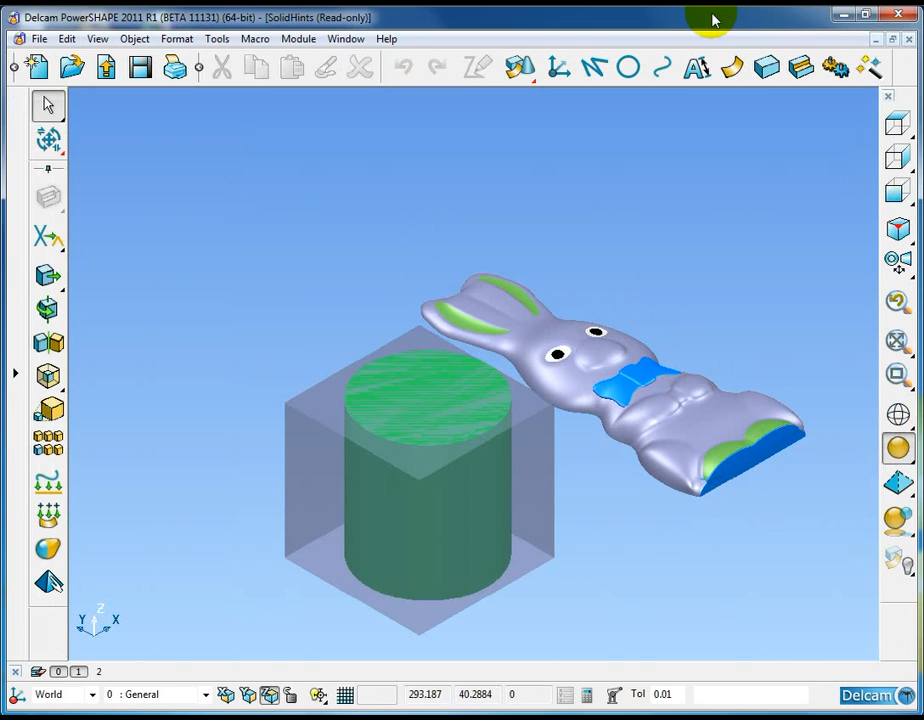 Delcam PowerSHAPE 2011 R1 (BETA 11131) (64-bit) - [SolidHints (Read-only)]
File Edit View Object Format Tools Macro Module Window Help
Z
Y X
0 1 2
World 0 : General 293.187 40.2884 0 Tol 0.01 Delcam